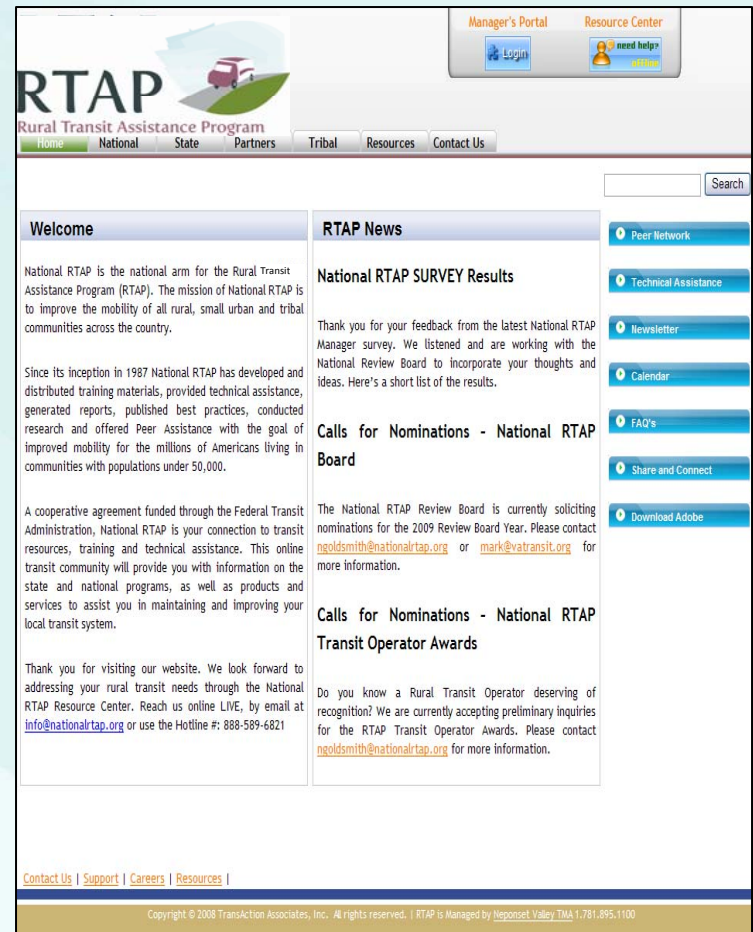 Manager's Portal
Resource Center
Login
need help?
offline
RTAP
Rural Transit Assistance Program
Home National State Partners Tribal Resources Contact Us
Search
Welcome
National RTAP is the national arm for the Rural Transit
Assistance Program (RTAP). The mission of National RTAP is
to improve the mobility of all rural, small urban and tribal
communities across the country.
Since its inception in 1987 National RTAP has developed and
distributed training materials, provided technical assistance,
generated reports, published best practices, conducted
research and offered Peer Assistance with the goal of
improved mobility for the millions of Americans living in
communities with populations under 50,000.
A cooperative agreement funded through the Federal Transit
Administration, National RTAP is your connection to transit
resources, training and technical assistance. This online
transit community will provide you with information on the
state and national programs, as well as products and
services to assist you in maintaining and improving your
local transit system.
Thank you for visiting our website. We look forward to
addressing your rural transit needs through the National
RTAP Resource Center. Reach us online LIVE, by email at
info@nationalrtap.org or use the Hotline #: 888-589-6821
RTAP News
National RTAP SURVEY Results
Thank you for your feedback from the latest National RTAP
Manager survey. We listened and are working with the
National Review Board to incorporate your thoughts and
ideas. Here's a short list of the results.
Calls for Nominations - National RTAP
Board
The National RTAP Review Board is currently soliciting
nominations for the 2009 Review Board Year. Please contact
ngoldsmith@nationalrtap.org or mark@vatransit.org for
more information.
Calls for Nominations - National RTAP
Transit Operator Awards
Do you know a Rural Transit Operator deserving of
recognition? We are currently accepting preliminary inquiries
for the RTAP Transit Operator Awards. Please contact
ngoldsmith@nationalrtap.org for more information.
Peer Network
Technical Assistance
Newsletter
Calendar
FAQ's
Share and Connect
Download Adobe
Contact Us | Support | Careers | Resources |
Copyright © 2008 TransAction Associates, Inc. All rights reserved. | RTAP is Managed by Neponset Valley TMA 1.781.895.1100